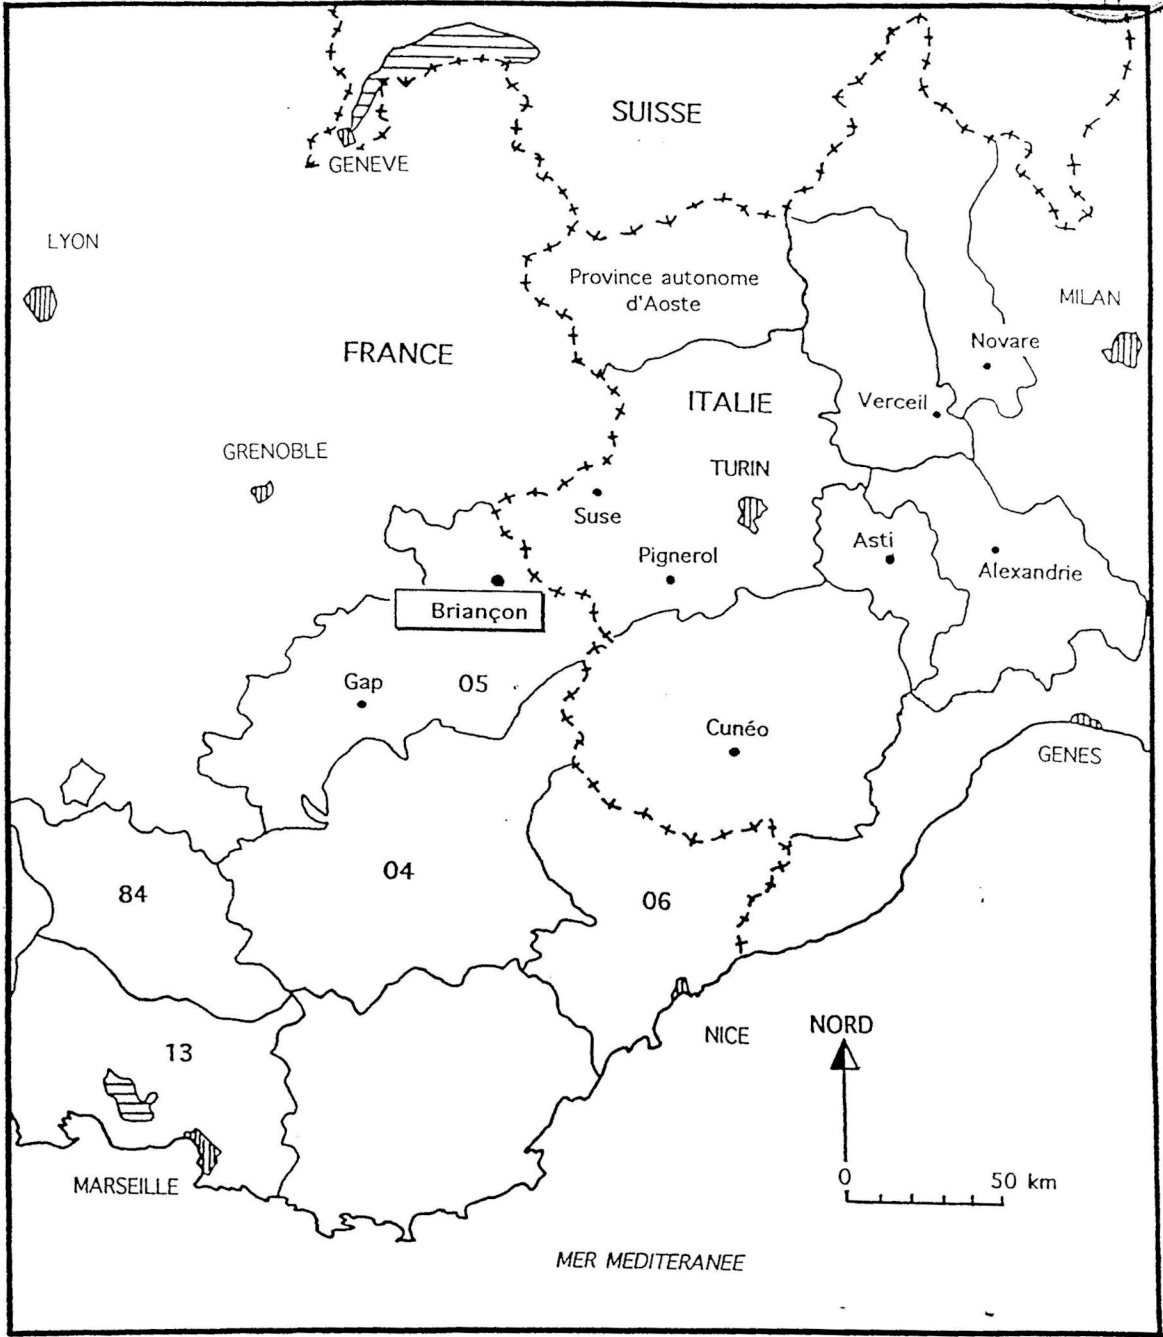 SUISSE
GENEVE
LYON
Province autonome
d'Aoste
MILAN
FRANCE
Novare
ITALIE
Verceil
GRENOBLE
TURIN
Suse
Asti
Pignerol
Alexandrie
Briançon
Gap
05
Cunéo
GENES
04
84
06
NORD
NICE
13
0
50 km
MARSEILLE
MER MEDITERANEE